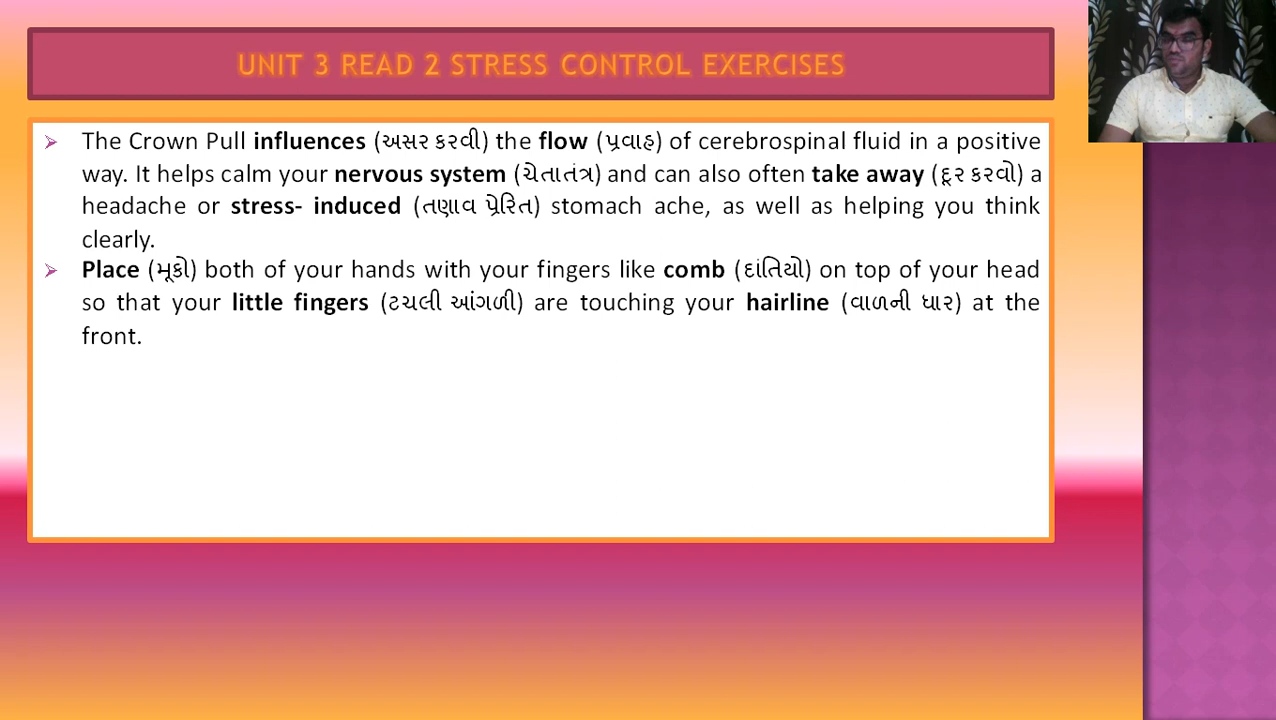 UNIT 3 READ 2 STRESS CONTROL EXERCISES
➢ The Crown Pull influences (અસર કરવી) the flow (પ્રવાહ) of cerebrospinal fluid in a positive
way. It helps calm your nervous system (ચેતાતંત્ર) and can also often take away (દૂર કરવો) a
headache or stress- induced (તણાવ પ્રેરિત) stomach ache, as well as helping you think
clearly.
➢ Place (મૂકો) both of your hands with your fingers like comb (દાંતિયો) on top of your head
so that your little fingers (ટચલી આંગળી) are touching your hairline (વાળની ધાર) at the
front.